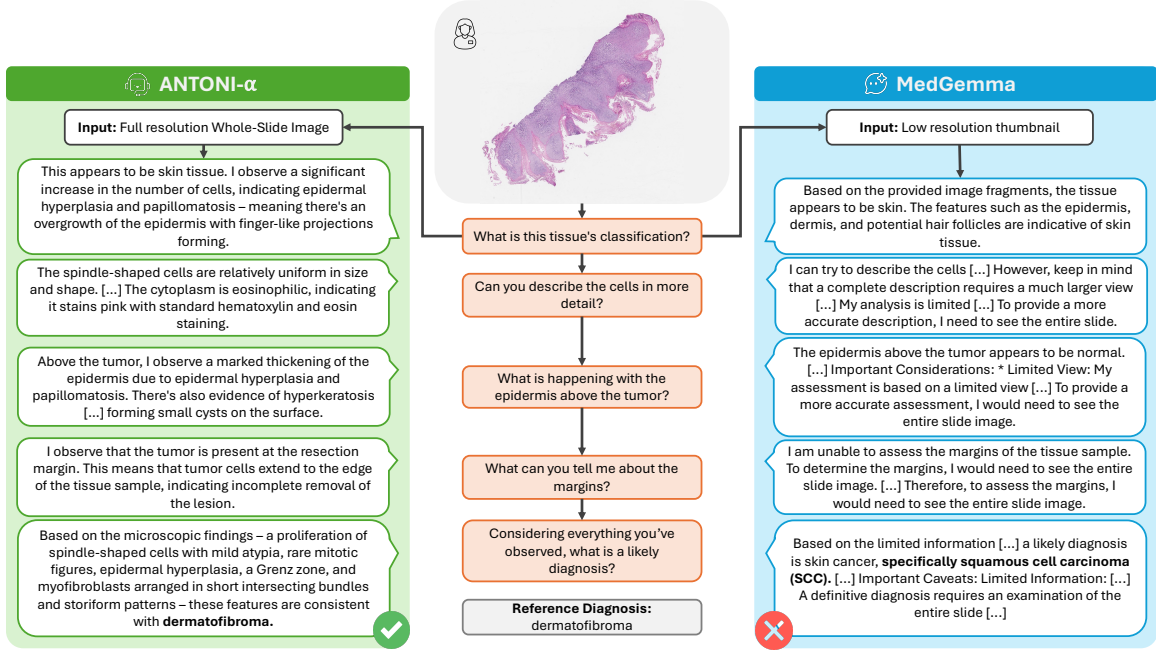 ANTONI-α
Input: Full resolution Whole-Slide Image
This appears to be skin tissue. I observe a significant
increase in the number of cells, indicating epidermal
hyperplasia and papillomatosis – meaning there's an
overgrowth of the epidermis with finger-like projections
forming.
The spindle-shaped cells are relatively uniform in size
and shape. [...] The cytoplasm is eosinophilic, indicating
it stains pink with standard hematoxylin and eosin
staining.
Above the tumor, I observe a marked thickening of the
epidermis due to epidermal hyperplasia and
papillomatosis. There's also evidence of hyperkeratosis
[...] forming small cysts on the surface.
I observe that the tumor is present at the resection
margin. This means that tumor cells extend to the edge
of the tissue sample, indicating incomplete removal of
the lesion.
Based on the microscopic findings – a proliferation of
spindle-shaped cells with mild atypia, rare mitotic
figures, epidermal hyperplasia, a Grenz zone, and
myofibroblasts arranged in short intersecting bundles
and storiform patterns – these features are consistent
with dermatofibroma.
What is this tissue's classification?
Can you describe the cells in more
detail?
What is happening with the
epidermis above the tumor?
What can you tell me about the
margins?
Considering everything you've
observed, what is a likely
diagnosis?
Reference Diagnosis:
dermatofibroma
MedGemma
Input: Low resolution thumbnail
Based on the provided image fragments, the tissue
appears to be skin. The features such as the epidermis,
dermis, and potential hair follicles are indicative of skin
tissue.
I can try to describe the cells [...] However, keep in mind
that a complete description requires a much larger view
[...] My analysis is limited [...] To provide a more
accurate description, I need to see the entire slide.
The epidermis above the tumor appears to be normal.
[...] Important Considerations: * Limited View: My
assessment is based on a limited view [...] To provide a
more accurate assessment, I would need to see the
entire slide image.
I am unable to assess the margins of the tissue sample.
To determine the margins, I would need to see the entire
slide image. [...] Therefore, to assess the margins, I
would need to see the entire slide image.
Based on the limited information [...] a likely diagnosis
is skin cancer, specifically squamous cell carcinoma
(SCC). [...] Important Caveats: Limited Information: [...]
A definitive diagnosis requires an examination of the
entire slide [...]